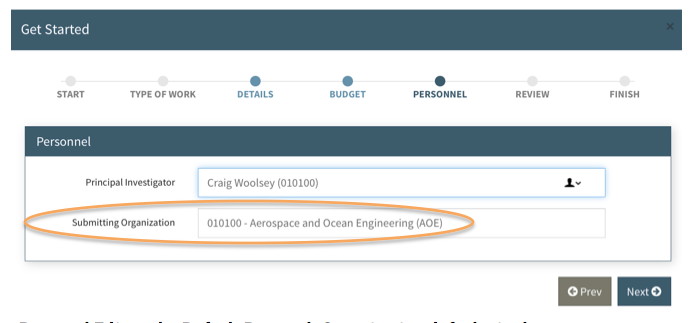 Get Started
×
START TYPE OF WORK DETAILS BUDGET PERSONNEL REVIEW FINISH
Personnel
Principal Investigator Craig Woolsey (010100)
Submitting Organization 010100 - Aerospace and Ocean Engineering (AOE)
Prev Next